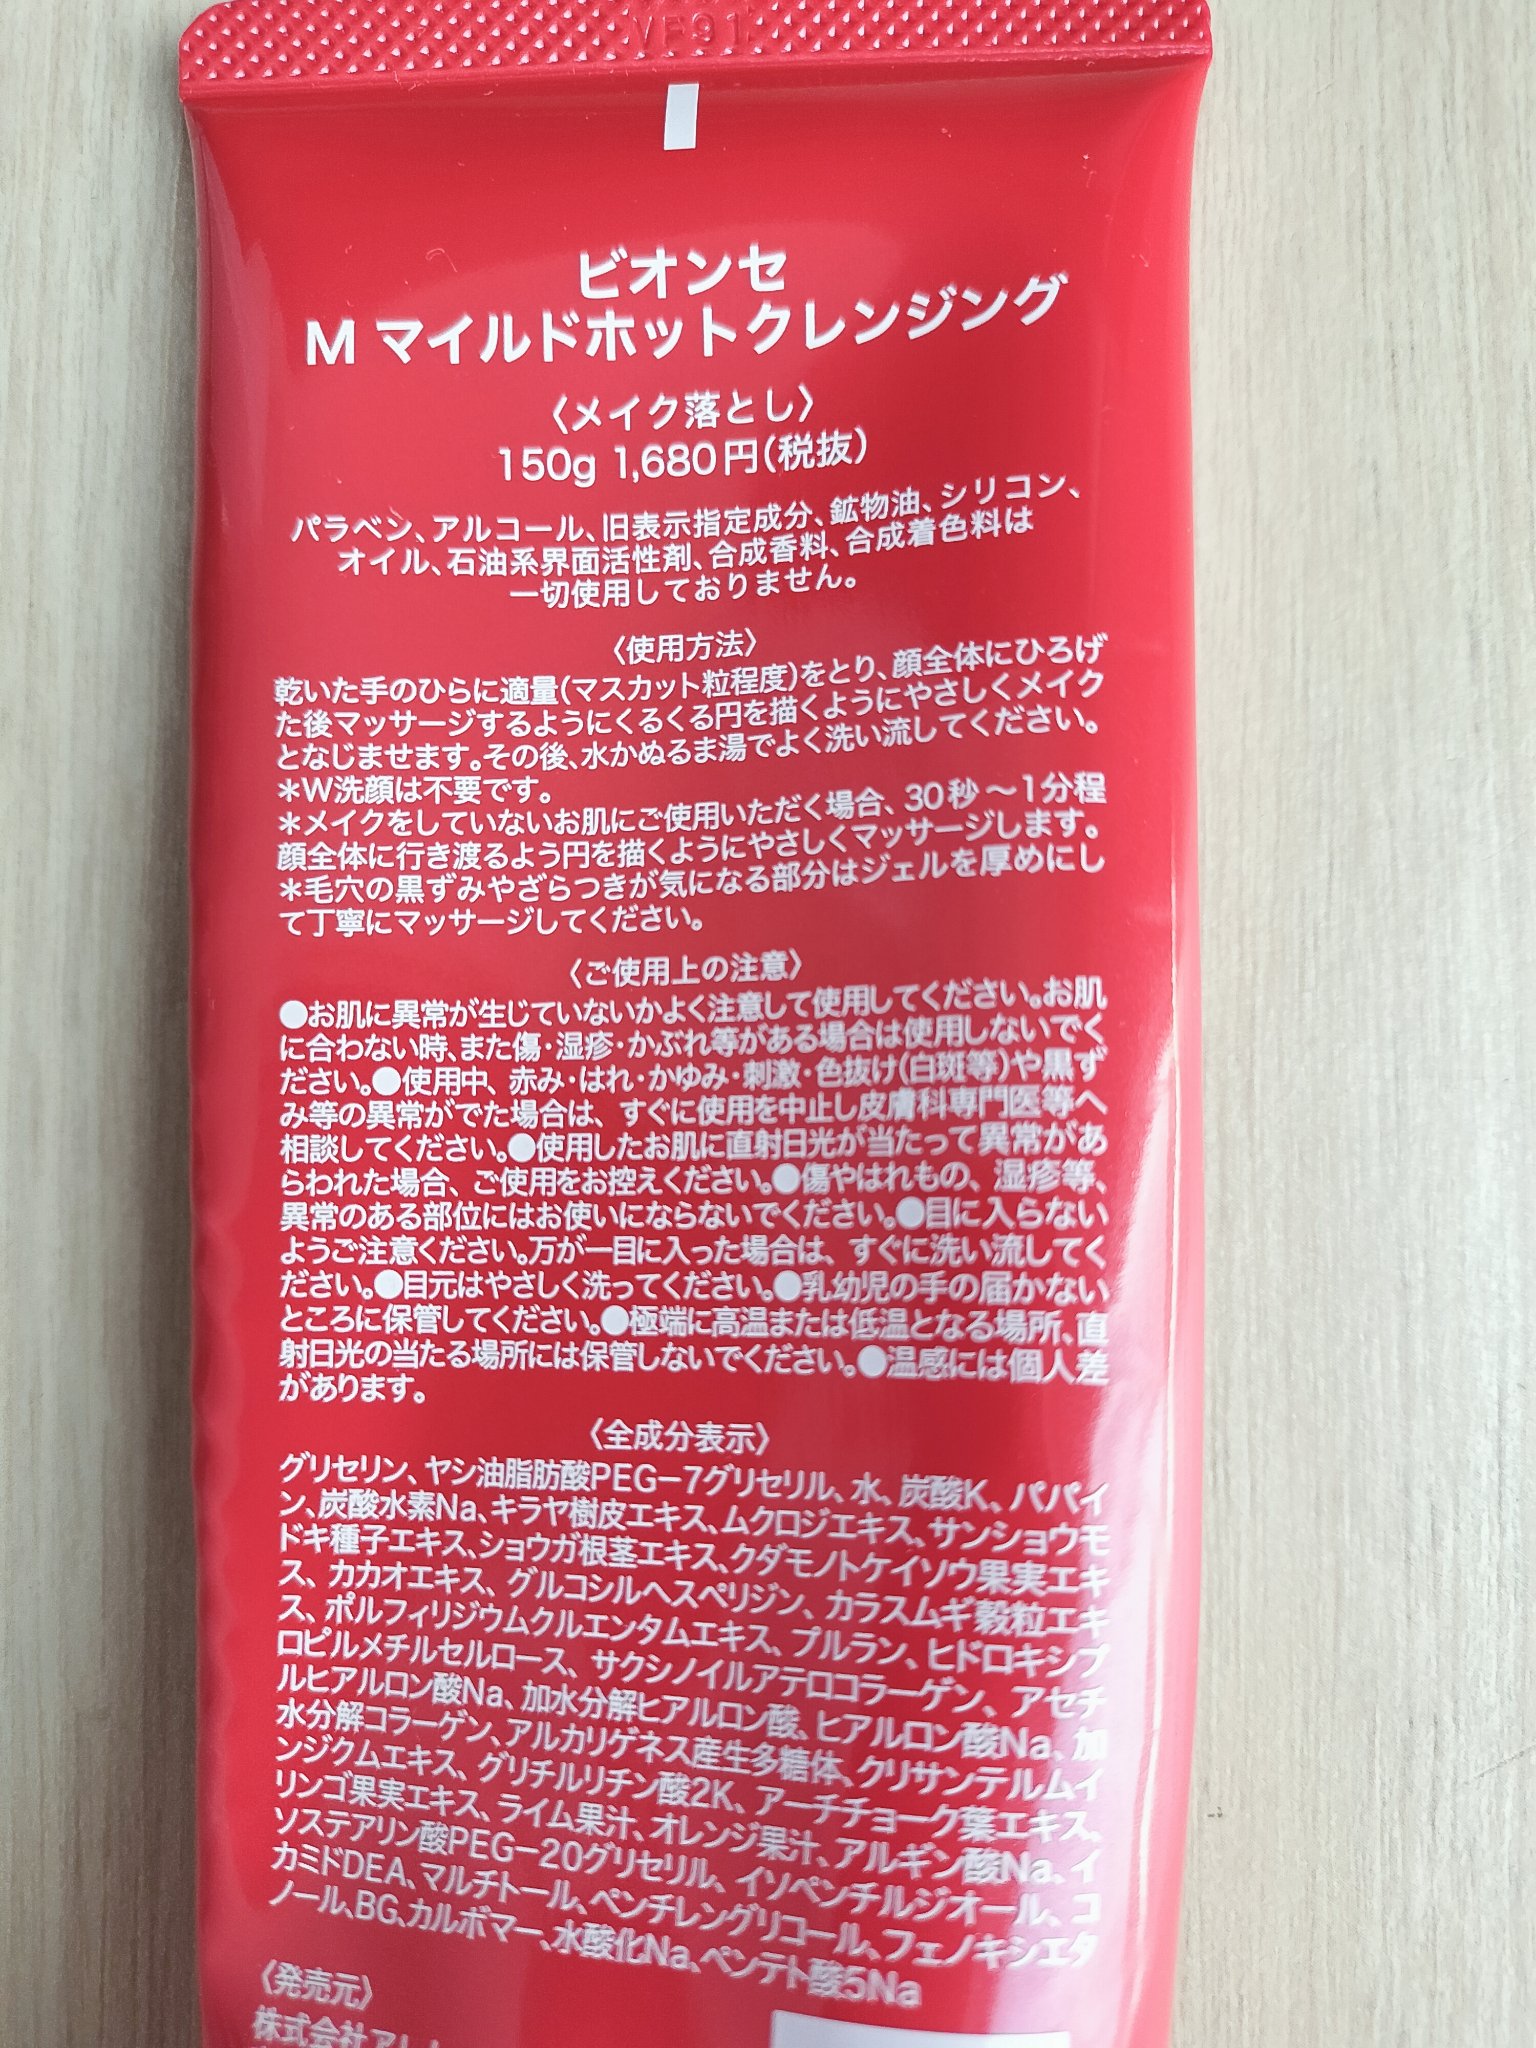 VF91
ビオンセ
M マイルドホットクレンジング
〈メイク落とし〉
150g 1,680円(税抜)
パラベン、アルコール、旧表示指定成分、鉱物油、シリコン、
オイル、石油系界面活性剤、合成香料、合成着色料は
一切使用しておりません。
〈使用方法〉
乾いた手のひらに適量(マスカット粒程度)をとり、顔全体にひろげ
た後マッサージするようにくるくる円を描くようにやさしくメイク
となじませます。その後、水かぬるま湯でよく洗い流してください。
＊W洗顔は不要です。
＊メイクをしていないお肌にご使用いただく場合、30秒～1分程
顔全体に行き渡るよう円を描くようにやさしくマッサージします。
＊毛穴の黒ずみやざらつきが気になる部分はジェルを厚めにし
て丁寧にマッサージしてください。
〈ご使用上の注意〉
●お肌に異常が生じていないかよく注意して使用してください。お肌
に合わない時、また傷・湿疹・かぶれ等がある場合は使用しないでく
ださい。●使用中、赤み・はれ・かゆみ・刺激・色抜け(白斑等)や黒ず
み等の異常がでた場合は、すぐに使用を中止し皮膚科専門医等へ
相談してください。●使用したお肌に直射日光が当たって異常があ
らわれた場合、ご使用をお控えください。●傷やはれもの、湿疹等、
異常のある部位にはお使いにならないでください。●目に入らない
ようご注意ください。万が一目に入った場合は、すぐに洗い流してく
ださい。●目元はやさしく洗ってください。●乳幼児の手の届かない
ところに保管してください。●極端に高温または低温となる場所、直
射日光の当たる場所には保管しないでください。●温感には個人差
があります。
〈全成分表示〉
グリセリン、ヤシ油脂肪酸PEG−7グリセリル、水、炭酸K、パパイ
ン、炭酸水素Na、キラヤ樹皮エキス、ムクロジエキス、サンショウモ
ドキ種子エキス、ショウガ根茎エキス、クダモノトケイソウ果実エキ
ス、カカオエキス、グルコシルヘスペリジン、カラスムギ穀粒エキ
ス、ポルフィリジウムクルエンタムエキス、プルラン、ヒドロキシプ
ロピルメチルセルロース、サクシノイルアテロコラーゲン、アセチ
ルヒアルロン酸Na、加水分解ヒアルロン酸、ヒアルロン酸Na、加
水分解コラーゲン、アルカリゲネス産生多糖体、クリサンテルムイ
ンジクムエキス、グリチルリチン酸2K、アーチチョーク葉エキス、
リンゴ果実エキス、ライム果汁、オレンジ果汁、アルギン酸Na、イ
ソステアリン酸PEG−20グリセリル、イソペンチルジオール、コ
カミドDEA、マルチトール、ペンチレングリコール、フェノキシエタ
ノール、BG、カルボマー、水酸化Na、ペンテト酸5Na
〈発売元〉
株式会社